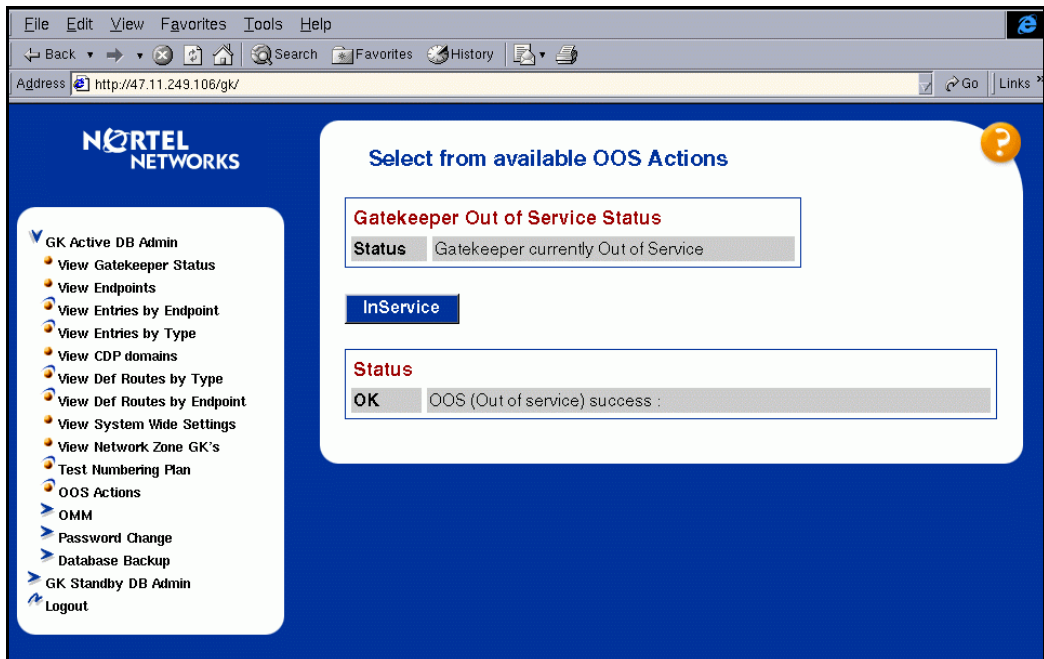 File Edit View Favorites Tools Help
Back Search Favorites History
Address http://47.11.249.106/gk/ Go Links »
NORTEL
NETWORKS
GK Active DB Admin
View Gatekeeper Status
View Endpoints
View Entries by Endpoint
View Entries by Type
View CDP domains
View Def Routes by Type
View Def Routes by Endpoint
View System Wide Settings
View Network Zone GK's
Test Numbering Plan
OOS Actions
OMM
Password Change
Database Backup
GK Standby DB Admin
Logout
?
Select from available OOS Actions
Gatekeeper Out of Service Status
Status Gatekeeper currently Out of Service
InService
Status
OK OOS (Out of service) success :